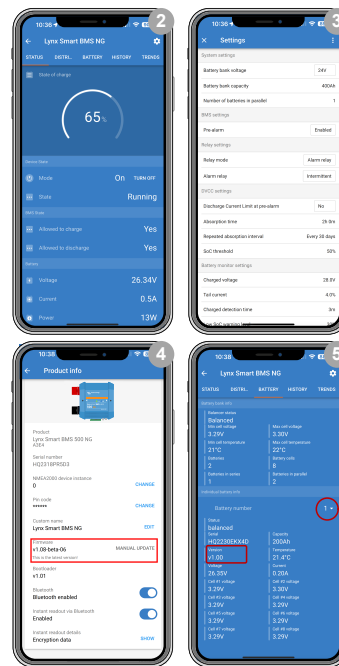 2
10:36
Lynx Smart BMS NG
STATUS DISTRI.. BATTERY HISTORY TRENDS
State of charge
65%
Device State
Mode On TURN OFF
State Running
BMS State
Allowed to charge Yes
Allowed to discharge Yes
Battery
Voltage 26.34V
Current 0.5A
Power 13W
3
10:36
Settings
System settings
Battery bank voltage 24V
Battery bank capacity 400Ah
Number of batteries in parallel 1
BMS settings
Pre-alarm Enabled
Relay settings
Relay mode Alarm relay
Alarm relay Intermittent
DVCC settings
Discharge Current Limit at pre-alarm No
Absorption time 2h 0m
Repeated absorption interval Every 30 days
SoC threshold 50%
Battery monitor settings
Charged voltage 28.0V
Tail current 4.0%
Charged detection time 3m
4
10:38
Product info
Product
Lynx Smart BMS 500 NG
A3EA
Serial number
HQ2318PR5D3
NMEA2000 device instance
0 CHANGE
Pin code
****** CHANGE
Custom name
Lynx Smart BMS NG EDIT
Firmware
v1.08-beta-06 MANUAL UPDATE
This is the latest version!
Bootloader
v1.01
Bluetooth
Bluetooth enabled
Instant readout via Bluetooth
Enabled
Instant readout details
Encryption data SHOW
5
10:38
Lynx Smart BMS NG
STATUS DISTRI.. BATTERY HISTORY TRENDS
Battery bank info
Balancer status
Balanced
Min cell voltage Max cell voltage
3.29V 3.30V
Min cell temperature Max cell temperature
21°C 22°C
Batteries Battery cells
2 8
Batteries in series Batteries in parallel
1 2
Individual battery info
Battery number 1
Status
balanced
Serial Capacity
HQ2230EKX4D 200Ah
Version Temperature
v1.00 21.4°C
Voltage Current
26.35V 0.20A
Cell #1 voltage Cell #2 voltage
3.29V 3.30V
Cell #3 voltage Cell #4 voltage
3.29V 3.29V
Cell #5 voltage Cell #6 voltage
3.29V 3.29V
Cell #7 voltage Cell #8 voltage
3.29V 3.29V